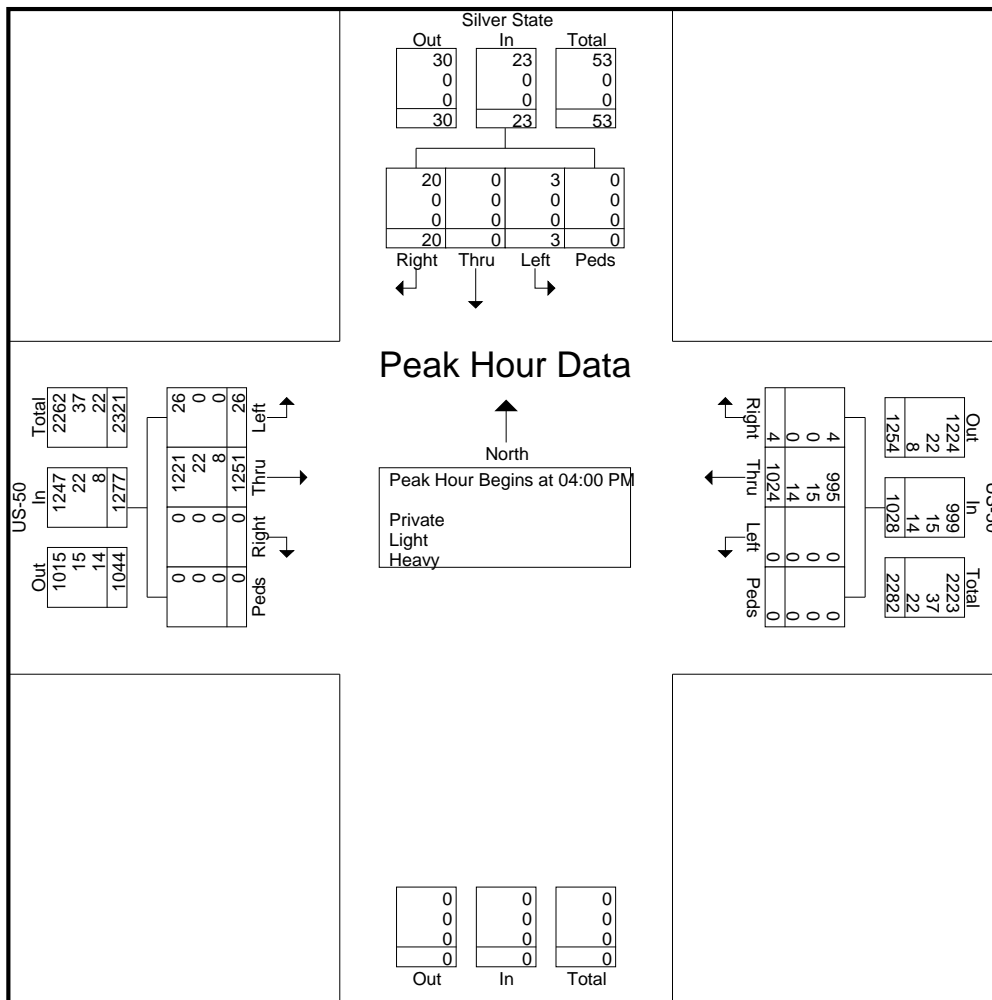 Silver State
Out In Total
30 23 53
0 0 0
0 0 0
30 23 53
20 0 3 0
0 0 0 0
0 0 0 0
20 0 3 0
Right Thru Left Peds
Peak Hour Data
North
Peak Hour Begins at 04:00 PM
Private
Light
Heavy
US-50
Out In Total
1015 1247 2262
15 22 37
14 8 22
1044 1277 2321
0 0 1221 26
0 0 22 0
0 0 8 0
0 0 1251 26
Peds Right Thru Left
US-50
Out In Total
1224 999 2223
22 15 37
8 14 22
1254 1028 2282
4 995 0 0
0 15 0 0
0 14 0 0
4 1024 0 0
Right Thru Left Peds
0 0 0
0 0 0
0 0 0
0 0 0
Out In Total